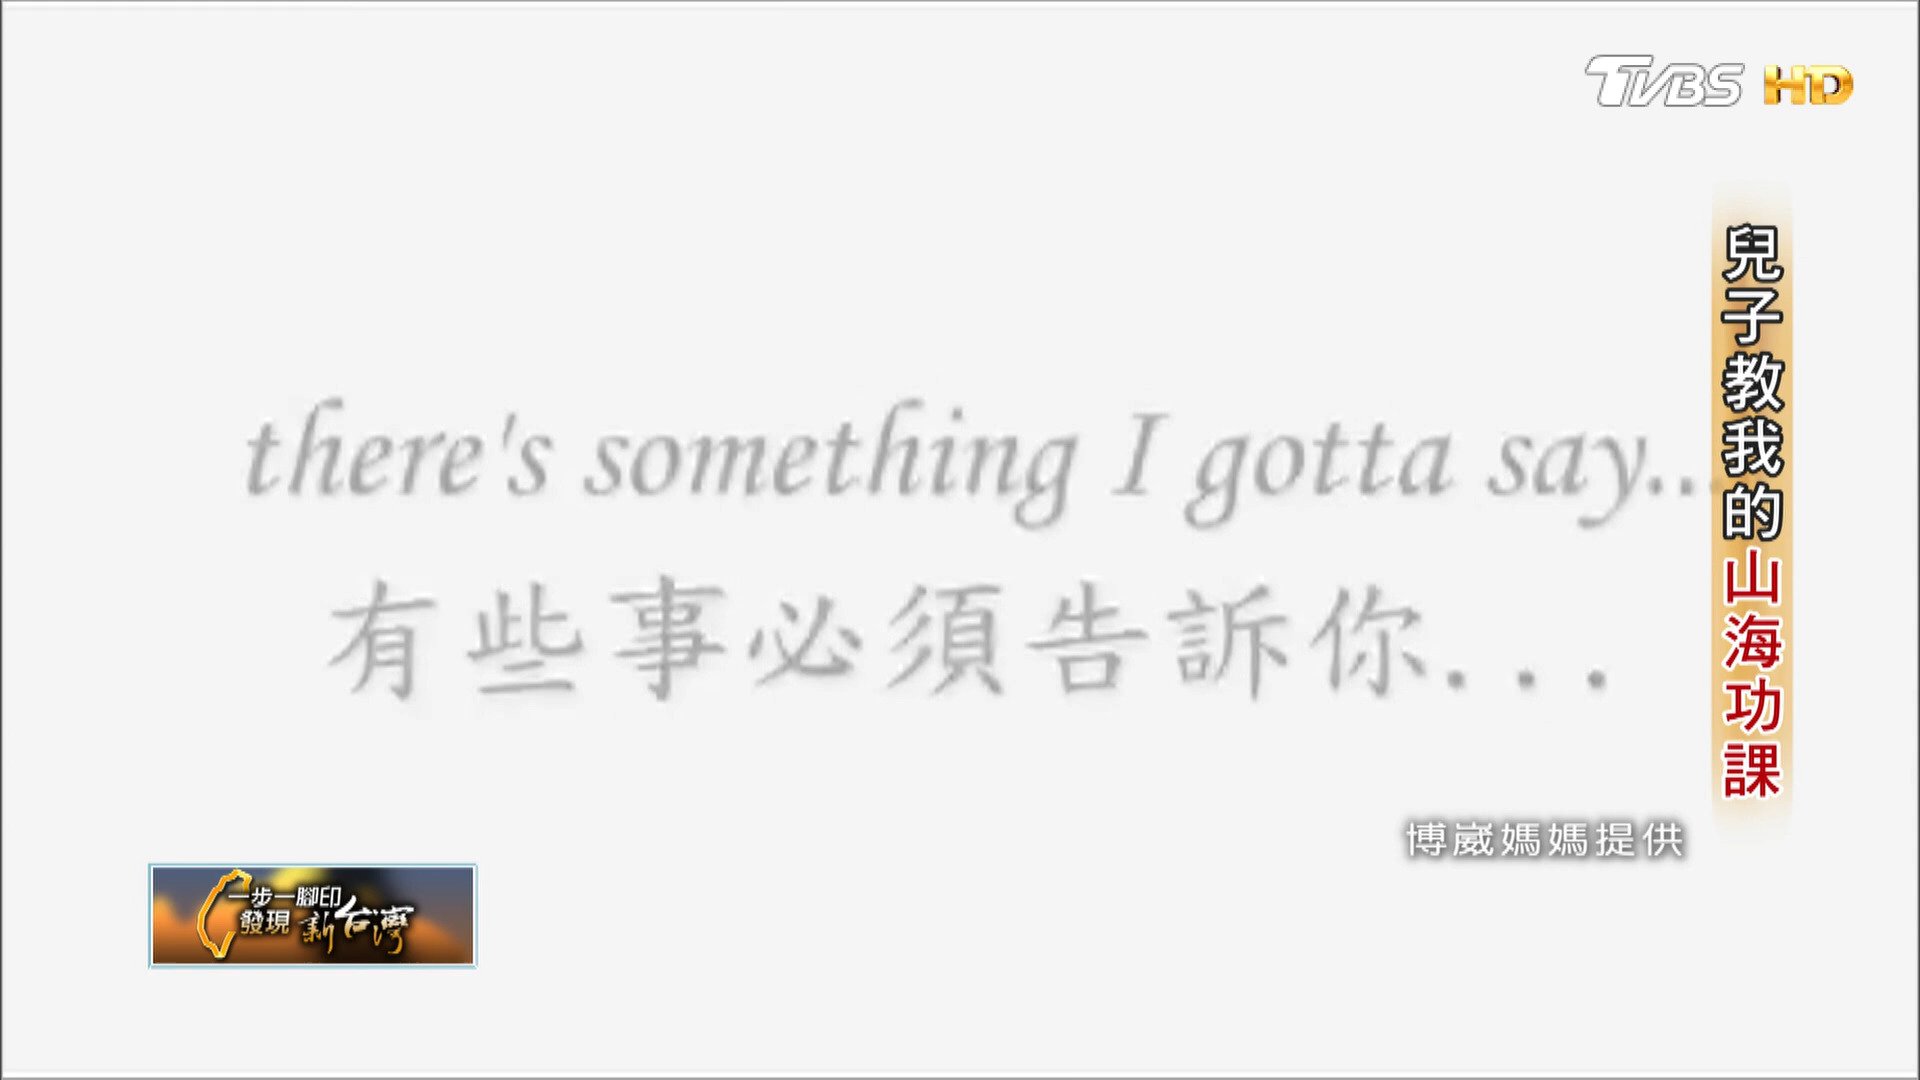 TVBS HD
兒子教我的山海功課
there's something I gotta say...
有些事必須告訴你...
博崴媽媽提供
一步一腳印
發現新台灣